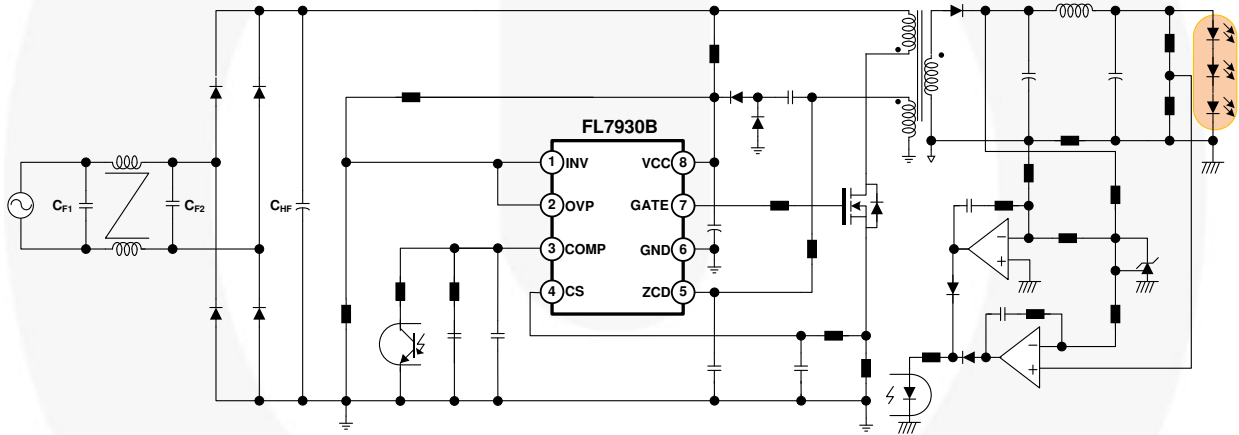 FL7930B
1 INV
VCC 8
2 OVP
GATE 7
3 COMP
GND 6
4 CS
ZCD 5
CF1
CF2
CHF